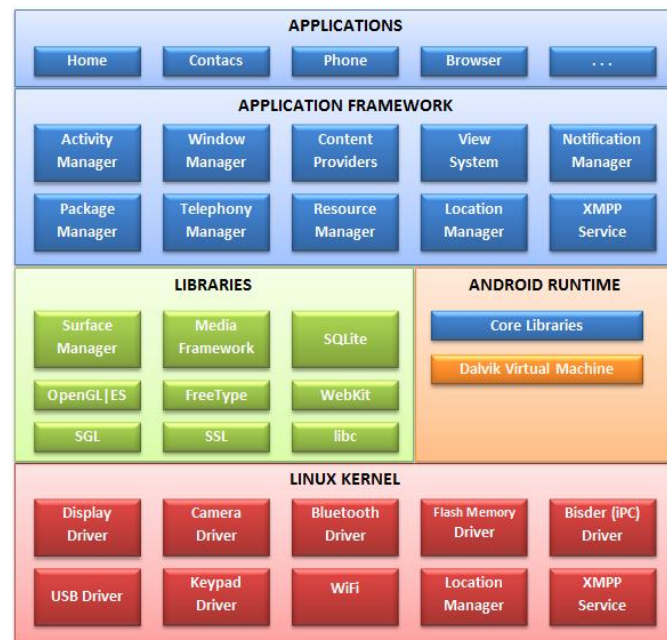 APPLICATIONS
Home
Contacs
Phone
Browser
...
APPLICATION FRAMEWORK
Activity
Manager
Window
Manager
Content
Providers
View
System
Notification
Manager
Package
Manager
Telephony
Manager
Resource
Manager
Location
Manager
XMPP
Service
LIBRARIES
Surface
Manager
Media
Framework
SQLite
OpenGL|ES
FreeType
WebKit
SGL
SSL
libc
ANDROID RUNTIME
Core Libraries
Dalvik Virtual Machine
LINUX KERNEL
Display
Driver
Camera
Driver
Bluetooth
Driver
Flash Memory
Driver
Bisder (iPC)
Driver
USB Driver
Keypad
Driver
WiFi
Location
Manager
XMPP
Service